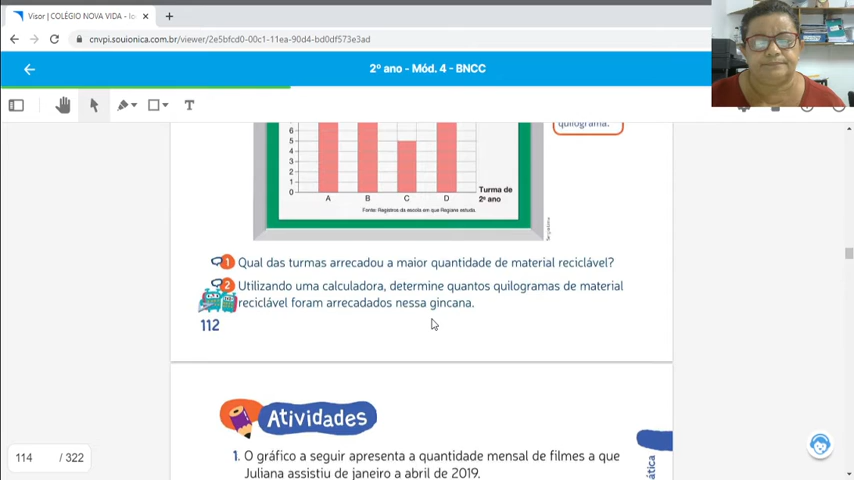 Visor | COLÉGIO NOVA VIDA - Io
cnvpi.souionica.com.br/viewer/2e5bfcd0-00c1-11ea-90d4-bd0df573e3ad
2º ano - Mód. 4 - BNCC
T
quilograma.
6
5
4
3
2
1
0
A B C D
Turma de
2º ano
Fonte: Registros da escola em que Regiane estuda.
1 Qual das turmas arrecadou a maior quantidade de material reciclável?
2 Utilizando uma calculadora, determine quantos quilogramas de material
reciclável foram arrecadados nessa gincana.
112
Atividades
1. O gráfico a seguir apresenta a quantidade mensal de filmes a que
Juliana assistiu de janeiro a abril de 2019.
ática
114 / 322